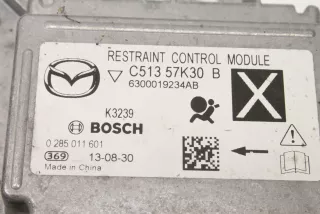 RESTRAINT CONTROL MODULE
C513 57K30 B
6300019234AB
X
K3239
BOSCH
0 285 011 601
369 13-08-30
Made in China